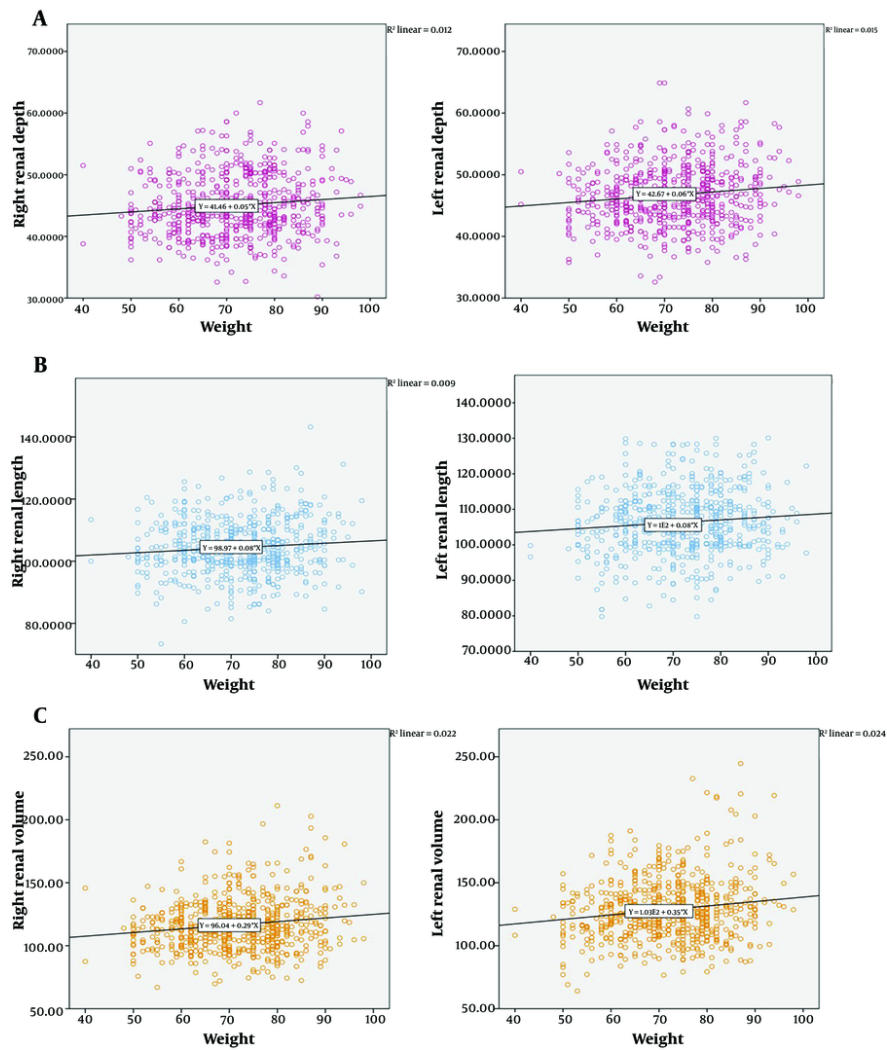 A
R² linear = 0.012
R² linear = 0.015
70.0000
60.0000
50.0000
40.0000
30.0000
Right renal depth
Y = 41.46 + 0.05*X
40 50 60 70 80 90 100
Weight
70.0000
60.0000
50.0000
40.0000
30.0000
Left renal depth
Y = 42.67 + 0.06*X
40 50 60 70 80 90 100
Weight
B
R² linear = 0.009
140.0000
120.0000
100.0000
80.0000
Right renal length
Y = 98.97 + 0.08*X
40 50 60 70 80 90 100
Weight
140.0000
130.0000
120.0000
110.0000
100.0000
90.0000
80.0000
70.0000
Left renal length
Y = 1E2 + 0.08*X
40 50 60 70 80 90 100
Weight
C
R² linear = 0.022
R² linear = 0.024
250.00
200.00
150.00
100.00
50.00
Right renal volume
Y = 96.04 + 0.29*X
40 50 60 70 80 90 100
Weight
250.00
200.00
150.00
100.00
50.00
Left renal volume
Y = 1.03E2 + 0.35*X
40 50 60 70 80 90 100
Weight